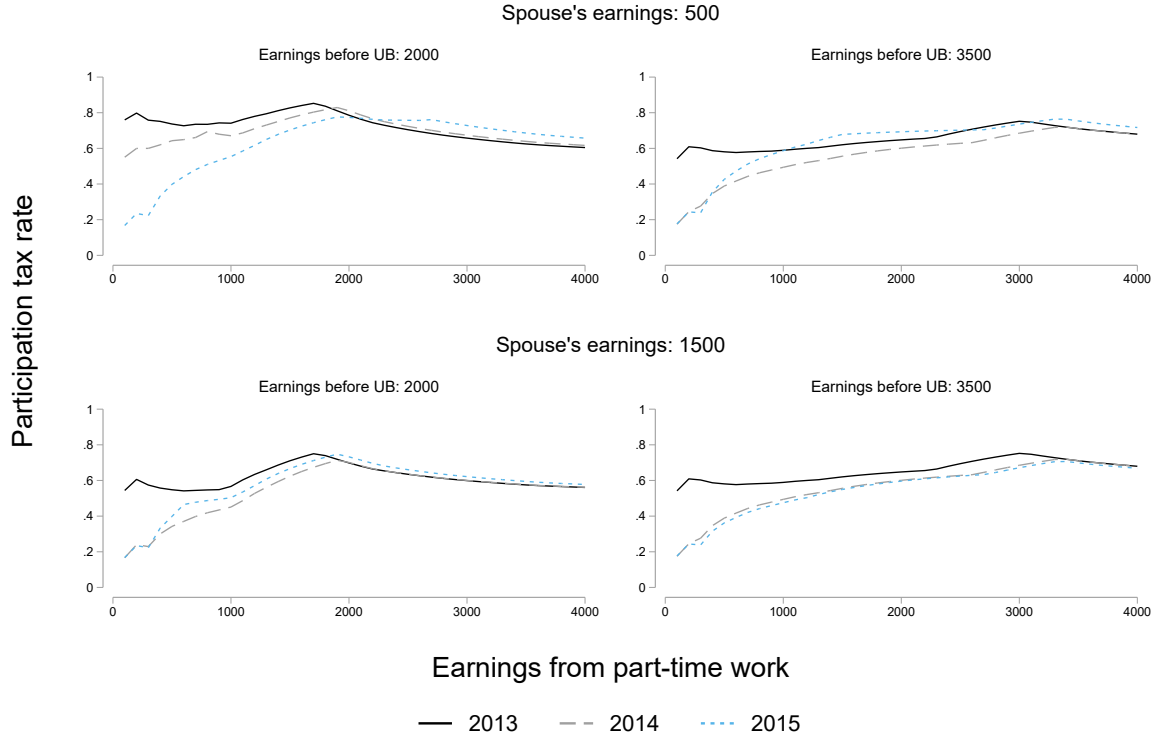 Spouse's earnings: 500
Earnings before UB: 2000
Earnings before UB: 3500
1
.8
.6
.4
.2
0
0 1000 2000 3000 4000
1
.8
.6
.4
.2
0
0 1000 2000 3000 4000
Participation tax rate
Spouse's earnings: 1500
Earnings before UB: 2000
Earnings before UB: 3500
1
.8
.6
.4
.2
0
0 1000 2000 3000 4000
1
.8
.6
.4
.2
0
0 1000 2000 3000 4000
Earnings from part-time work
2013 2014 2015